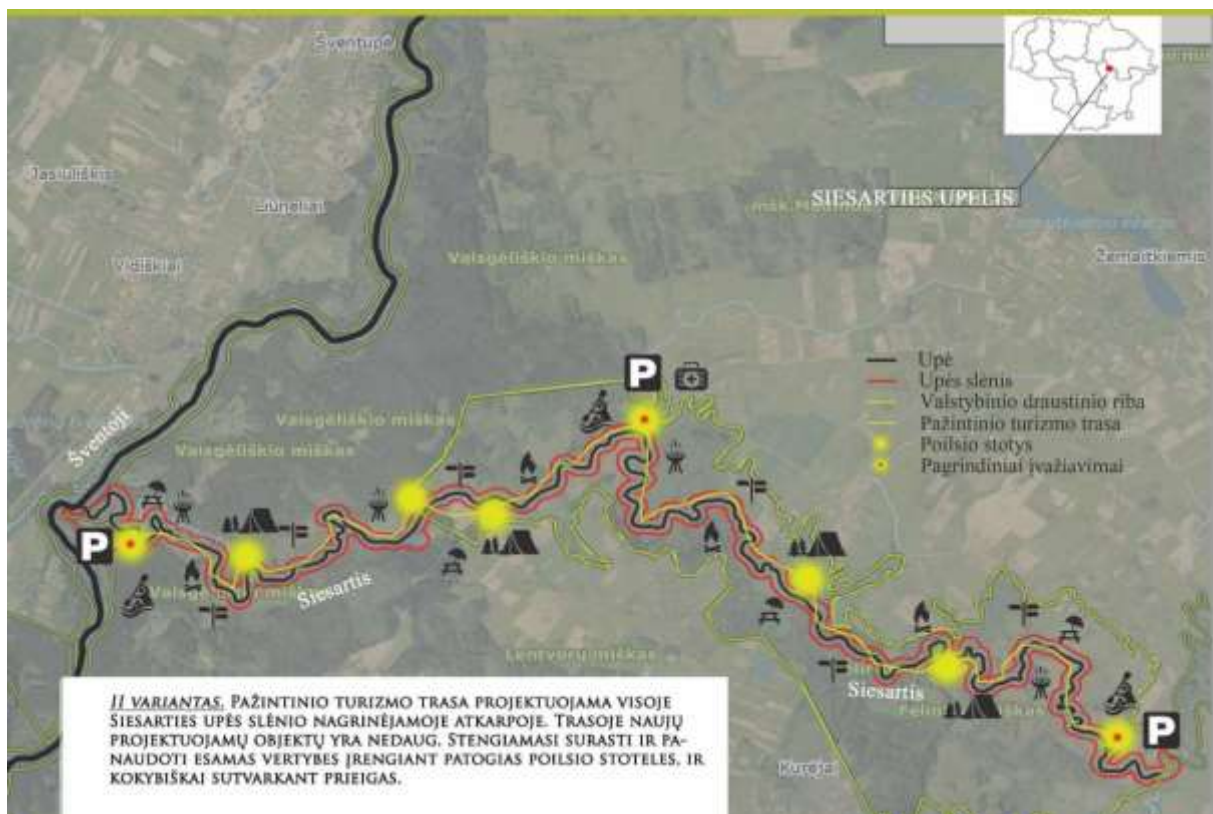 Šventupė
Jasiuliškis
Liūneliai
Vidiškiai
SIESARTIES UPELIS
Žemaitkiemis
Valsgėliškio miškas
P
Upė
Upės slėnis
Valstybinio draustinio riba
Pažintinio turizmo trasa
Poilsio stotys
Pagrindiniai įvažiavimai
Valsgėliškio miškas
Šventoji
Valsgėliškio miškas
P
Siesartis
Lentvorų miškas
Siesartis
P
Kurėjai
II VARIANTAS. PAŽINTINIO TURIZMO TRASA PROJEKTUOJAMA VISOJE
SIESARTIES UPĖS SLĖNIO NAGRINĖJAMOJE ATKARPOJE. TRASOJE NAUJŲ
PROJEKTUOJAMŲ OBJEKTŲ YRA NEDAUG. STENGIAMASI SURASTI IR PA-
NAUDOTI ESAMAS VERTYBES ĮRENGIANT PATOGIAS POILSIO STOTELES, IR
KOKYBIŠKAI SUTVARKANT PRIEIGAS.